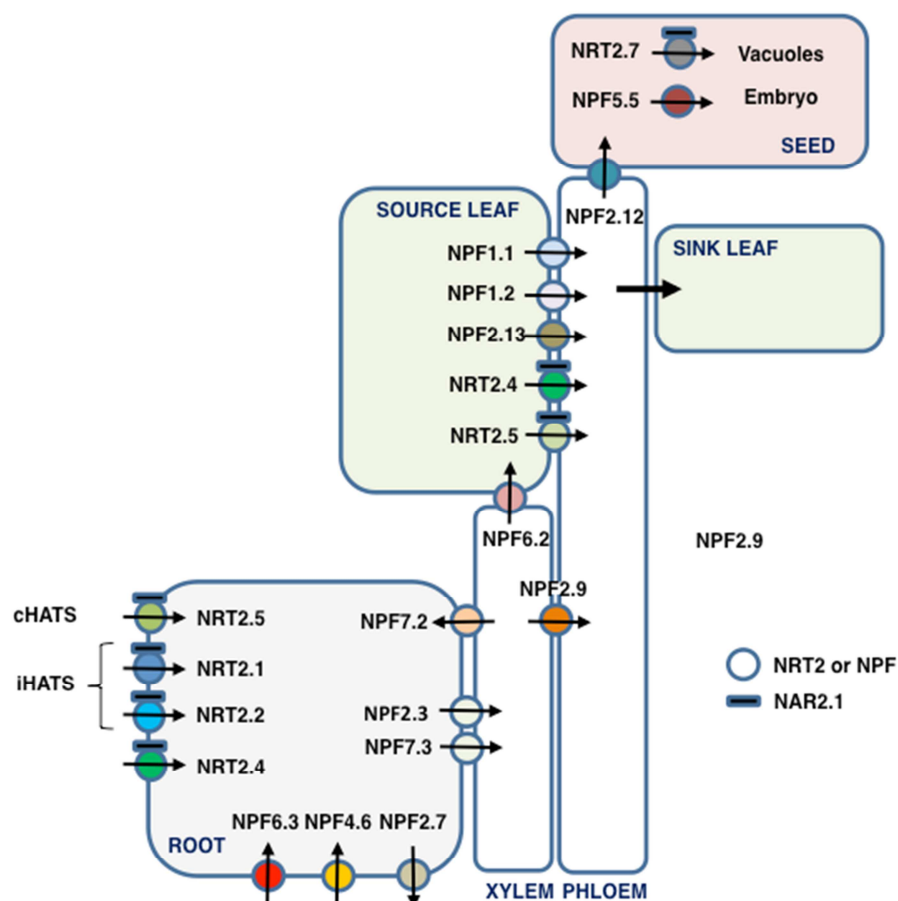 NRT2.7
Vacuoles
NPF5.5
Embryo
SEED
SOURCE LEAF
NPF2.12
NPF1.1
SINK LEAF
NPF1.2
NPF2.13
NRT2.4
NRT2.5
NPF6.2
NPF2.9
NPF2.9
cHATS
NRT2.5
NPF7.2
iHATS
NRT2.1
NRT2.2
NRT2.4
NPF2.3
NPF7.3
NRT2 or NPF
NAR2.1
NPF6.3 NPF4.6 NPF2.7
ROOT
XYLEM PHLOEM